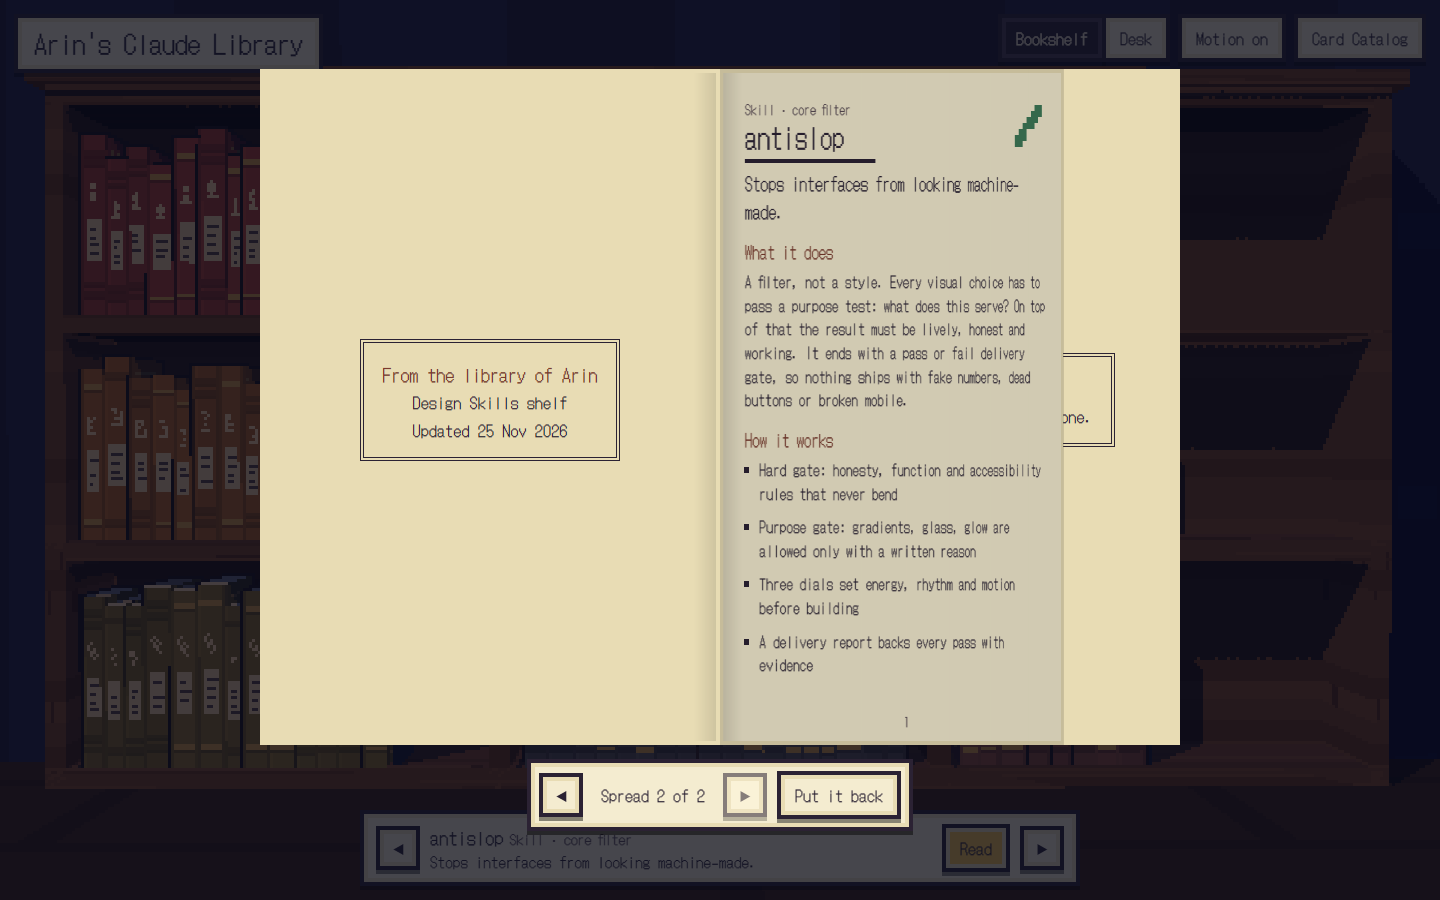 Arin's Claude Library
Bookshelf
Desk
Motion on
Card Catalog
From the library of Arin
Design Skills shelf
Updated 25 Nov 2026
Skill · core filter
antislop
Stops interfaces from looking machine-
made.
What it does
A filter, not a style. Every visual choice has to
pass a purpose test: what does this serve? On top
of that the result must be lively, honest and
working. It ends with a pass or fail delivery
gate, so nothing ships with fake numbers, dead
buttons or broken mobile.
How it works
Hard gate: honesty, function and accessibility
rules that never bend
Purpose gate: gradients, glass, glow are
allowed only with a written reason
Three dials set energy, rhythm and motion
before building
A delivery report backs every pass with
evidence
1
one.
Spread 2 of 2
Put it back
antislop Skill · core filter
Stops interfaces from looking machine-made.
Read